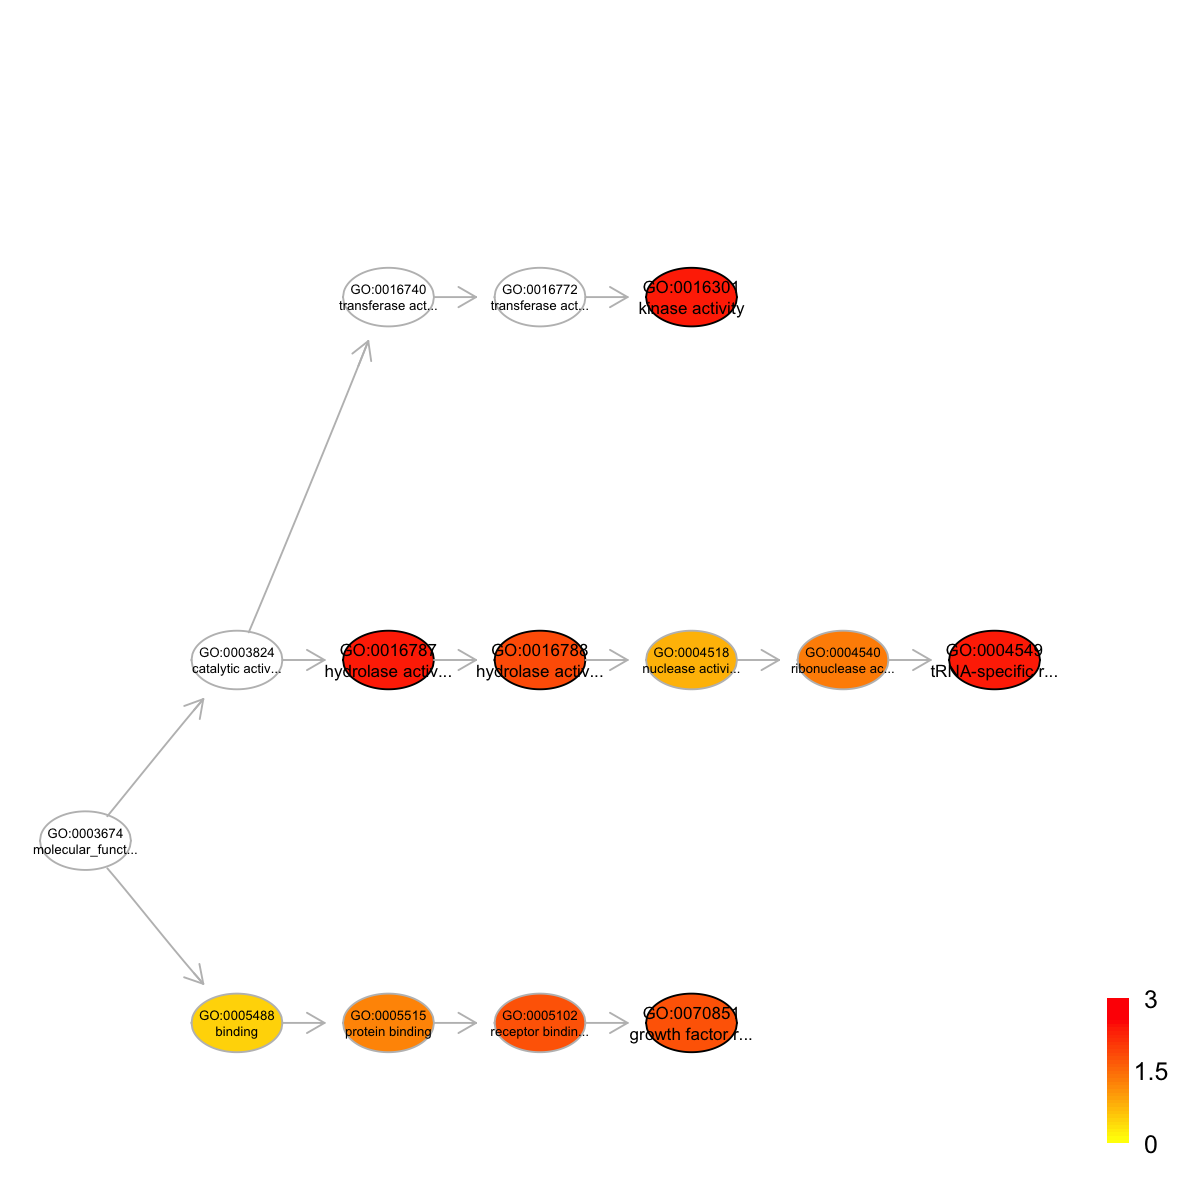 GO:0016740
transferase act...
GO:0016772
transferase act...
GO:0016301
kinase activity
GO:0003824
catalytic activ...
GO:0016787
hydrolase activ...
GO:0016788
hydrolase activ...
GO:0004518
nuclease activi...
GO:0004540
ribonuclease ac...
GO:0004549
tRNA-specific r...
GO:0003674
molecular_funct...
GO:0005488
binding
GO:0005515
protein binding
GO:0005102
receptor bindin...
GO:0070851
growth factor r...
3
1.5
0